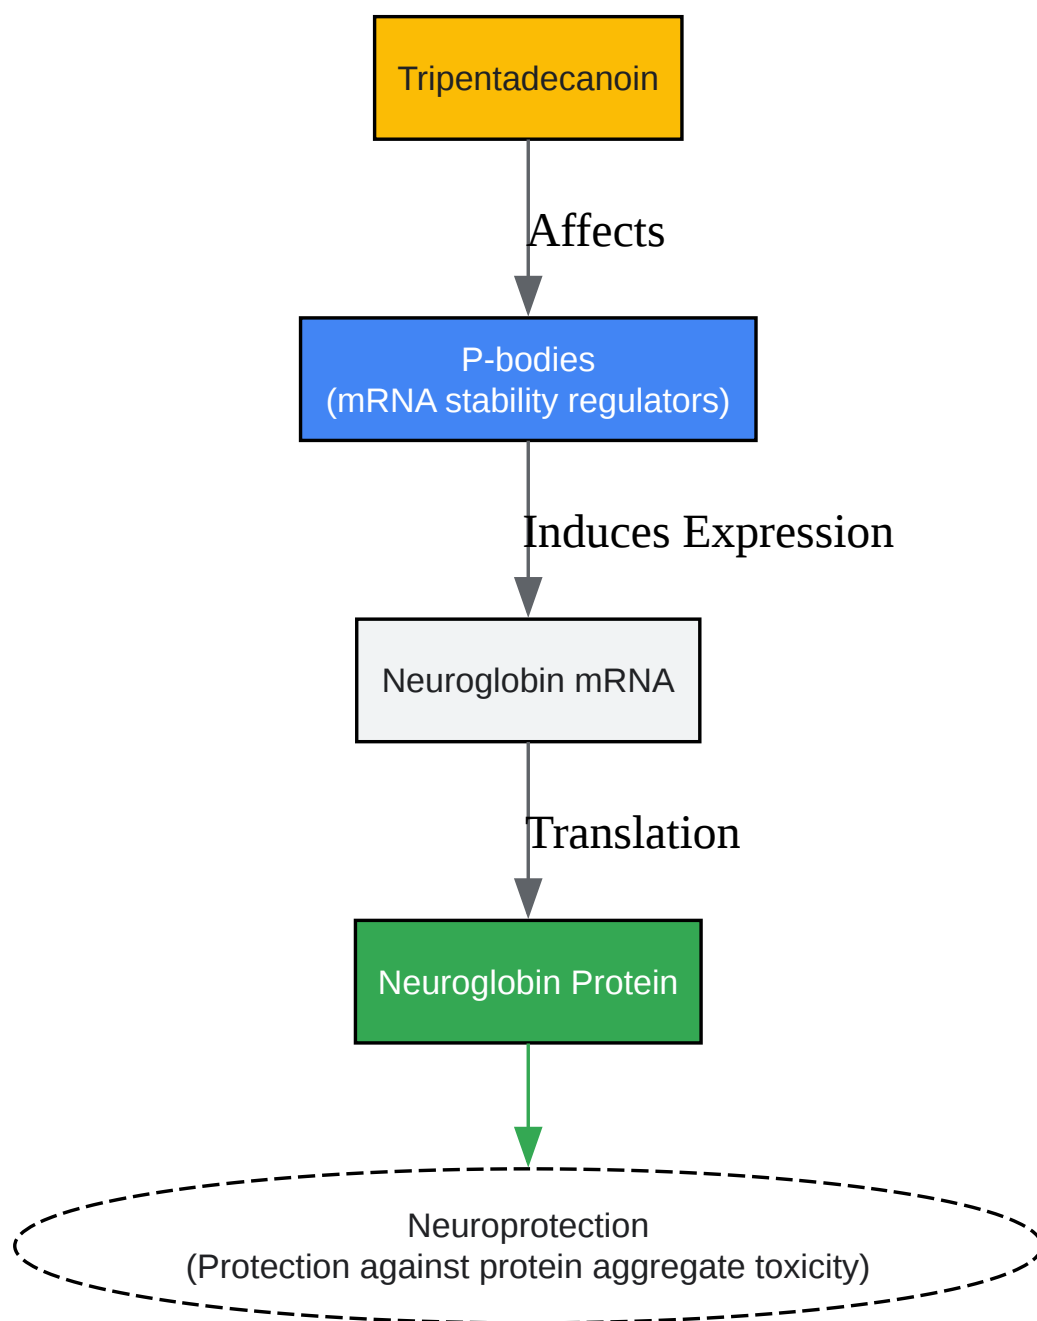 Tripentadecanoin
Affects
P-bodies
(mRNA stability regulators)
Induces Expression
Neuroglobin mRNA
Translation
Neuroglobin Protein
Neuroprotection
(Protection against protein aggregate toxicity)